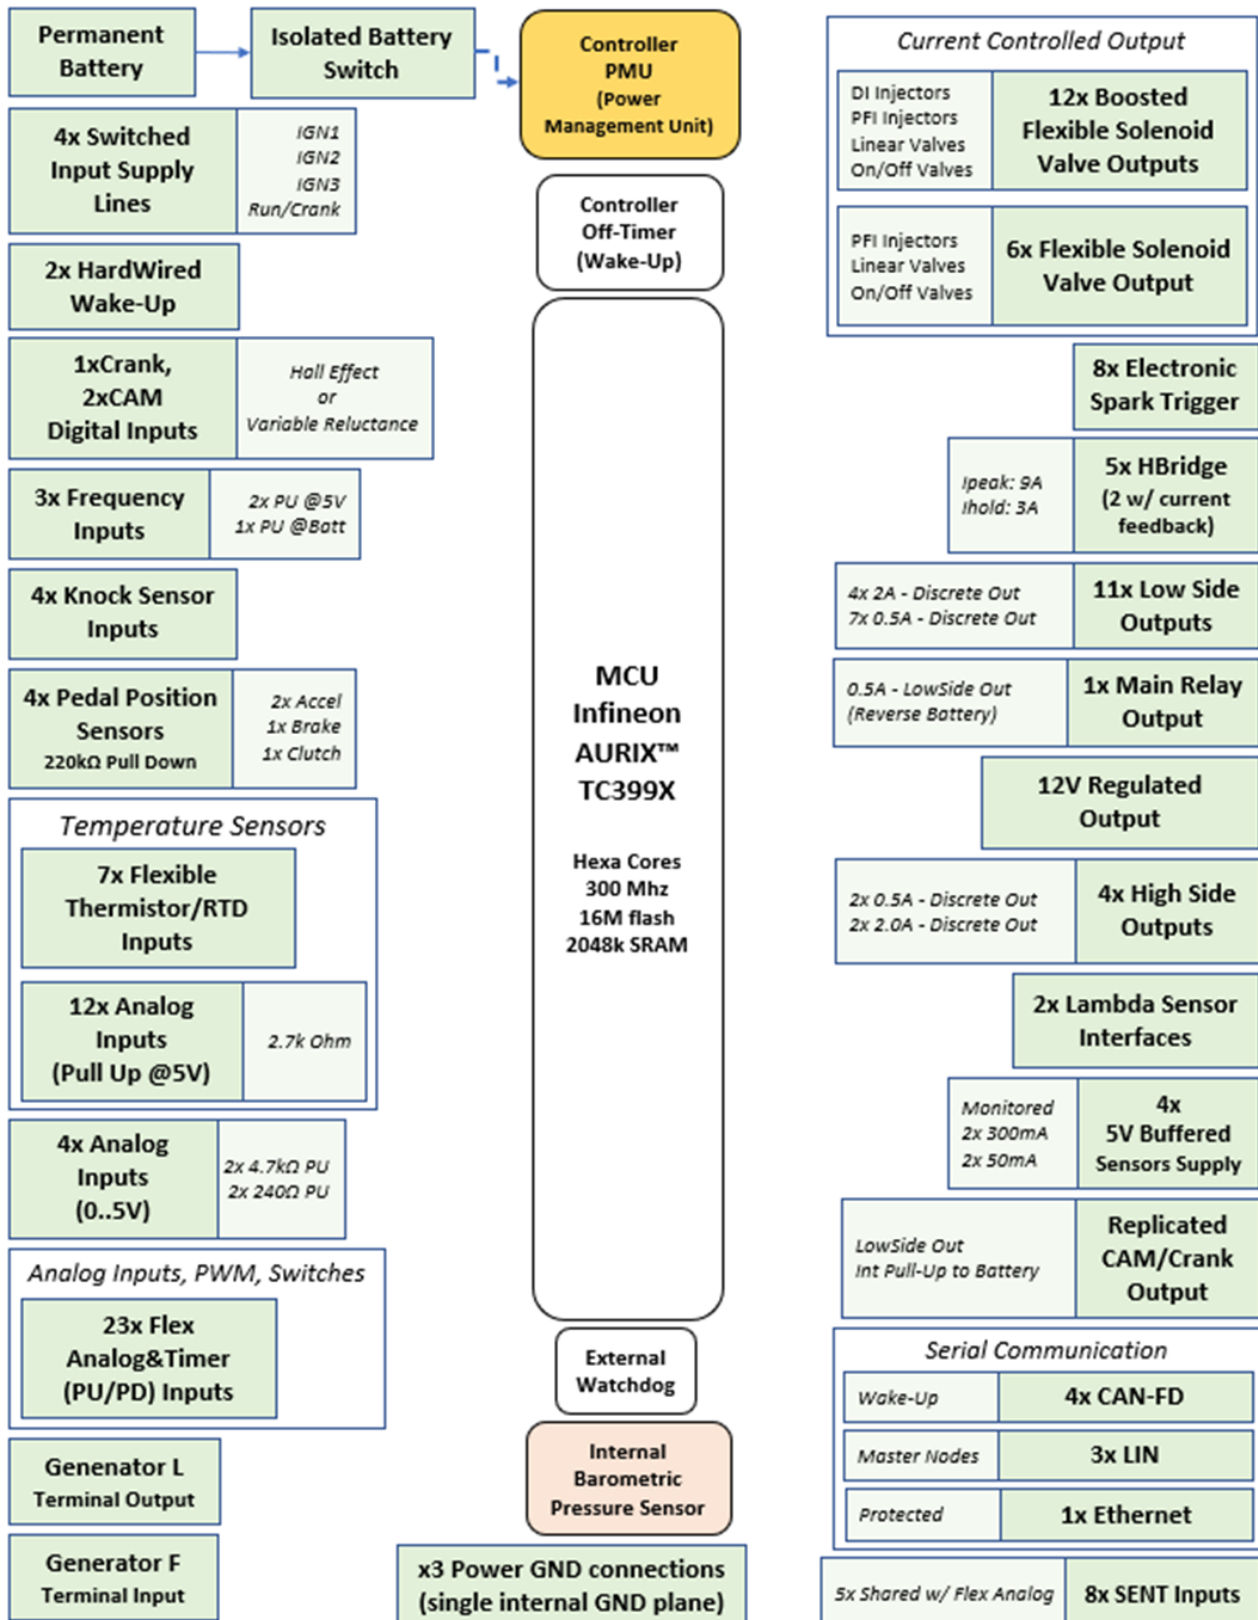 Permanent
Battery
Isolated Battery
Switch
4x Switched
Input Supply
Lines
IGN1
IGN2
IGN3
Run/Crank
2x HardWired
Wake-Up
1xCrank,
2xCAM
Digital Inputs
Hall Effect
or
Variable Reluctance
3x Frequency
Inputs
2x PU @5V
1x PU @Batt
4x Knock Sensor
Inputs
4x Pedal Position
Sensors
220kΩ Pull Down
2x Accel
1x Brake
1x Clutch
Temperature Sensors
7x Flexible
Thermistor/RTD
Inputs
12x Analog
Inputs
(Pull Up @5V)
2.7k Ohm
4x Analog
Inputs
(0..5V)
2x 4.7kΩ PU
2x 240Ω PU
Analog Inputs, PWM, Switches
23x Flex
Analog&Timer
(PU/PD) Inputs
Genenator L
Terminal Output
Generator F
Terminal Input
Controller
PMU
(Power
Management Unit)
Controller
Off-Timer
(Wake-Up)
MCU
Infineon
AURIX™
TC399X
Hexa Cores
300 Mhz
16M flash
2048k SRAM
External
Watchdog
Internal
Barometric
Pressure Sensor
x3 Power GND connections
(single internal GND plane)
Current Controlled Output
DI Injectors
PFI Injectors
Linear Valves
On/Off Valves
12x Boosted
Flexible Solenoid
Valve Outputs
PFI Injectors
Linear Valves
On/Off Valves
6x Flexible Solenoid
Valve Output
8x Electronic
Spark Trigger
Ipeak: 9A
Ihold: 3A
5x HBridge
(2 w/ current
feedback)
4x 2A - Discrete Out
7x 0.5A - Discrete Out
11x Low Side
Outputs
0.5A - LowSide Out
(Reverse Battery)
1x Main Relay
Output
12V Regulated
Output
2x 0.5A - Discrete Out
2x 2.0A - Discrete Out
4x High Side
Outputs
2x Lambda Sensor
Interfaces
Monitored
2x 300mA
2x 50mA
4x
5V Buffered
Sensors Supply
LowSide Out
Int Pull-Up to Battery
Replicated
CAM/Crank
Output
Serial Communication
Wake-Up
4x CAN-FD
Master Nodes
3x LIN
Protected
1x Ethernet
5x Shared w/ Flex Analog
8x SENT Inputs